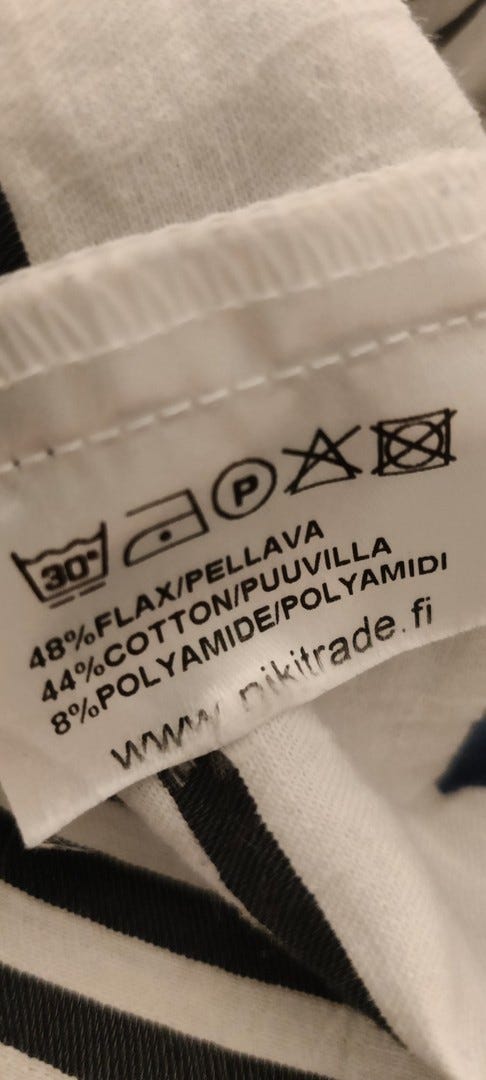 30°
P
48%FLAX/PELLAVA
44%COTTON/PUUVILLA
8%POLYAMIDE/POLYAMIDI
www.nikitrade.fi